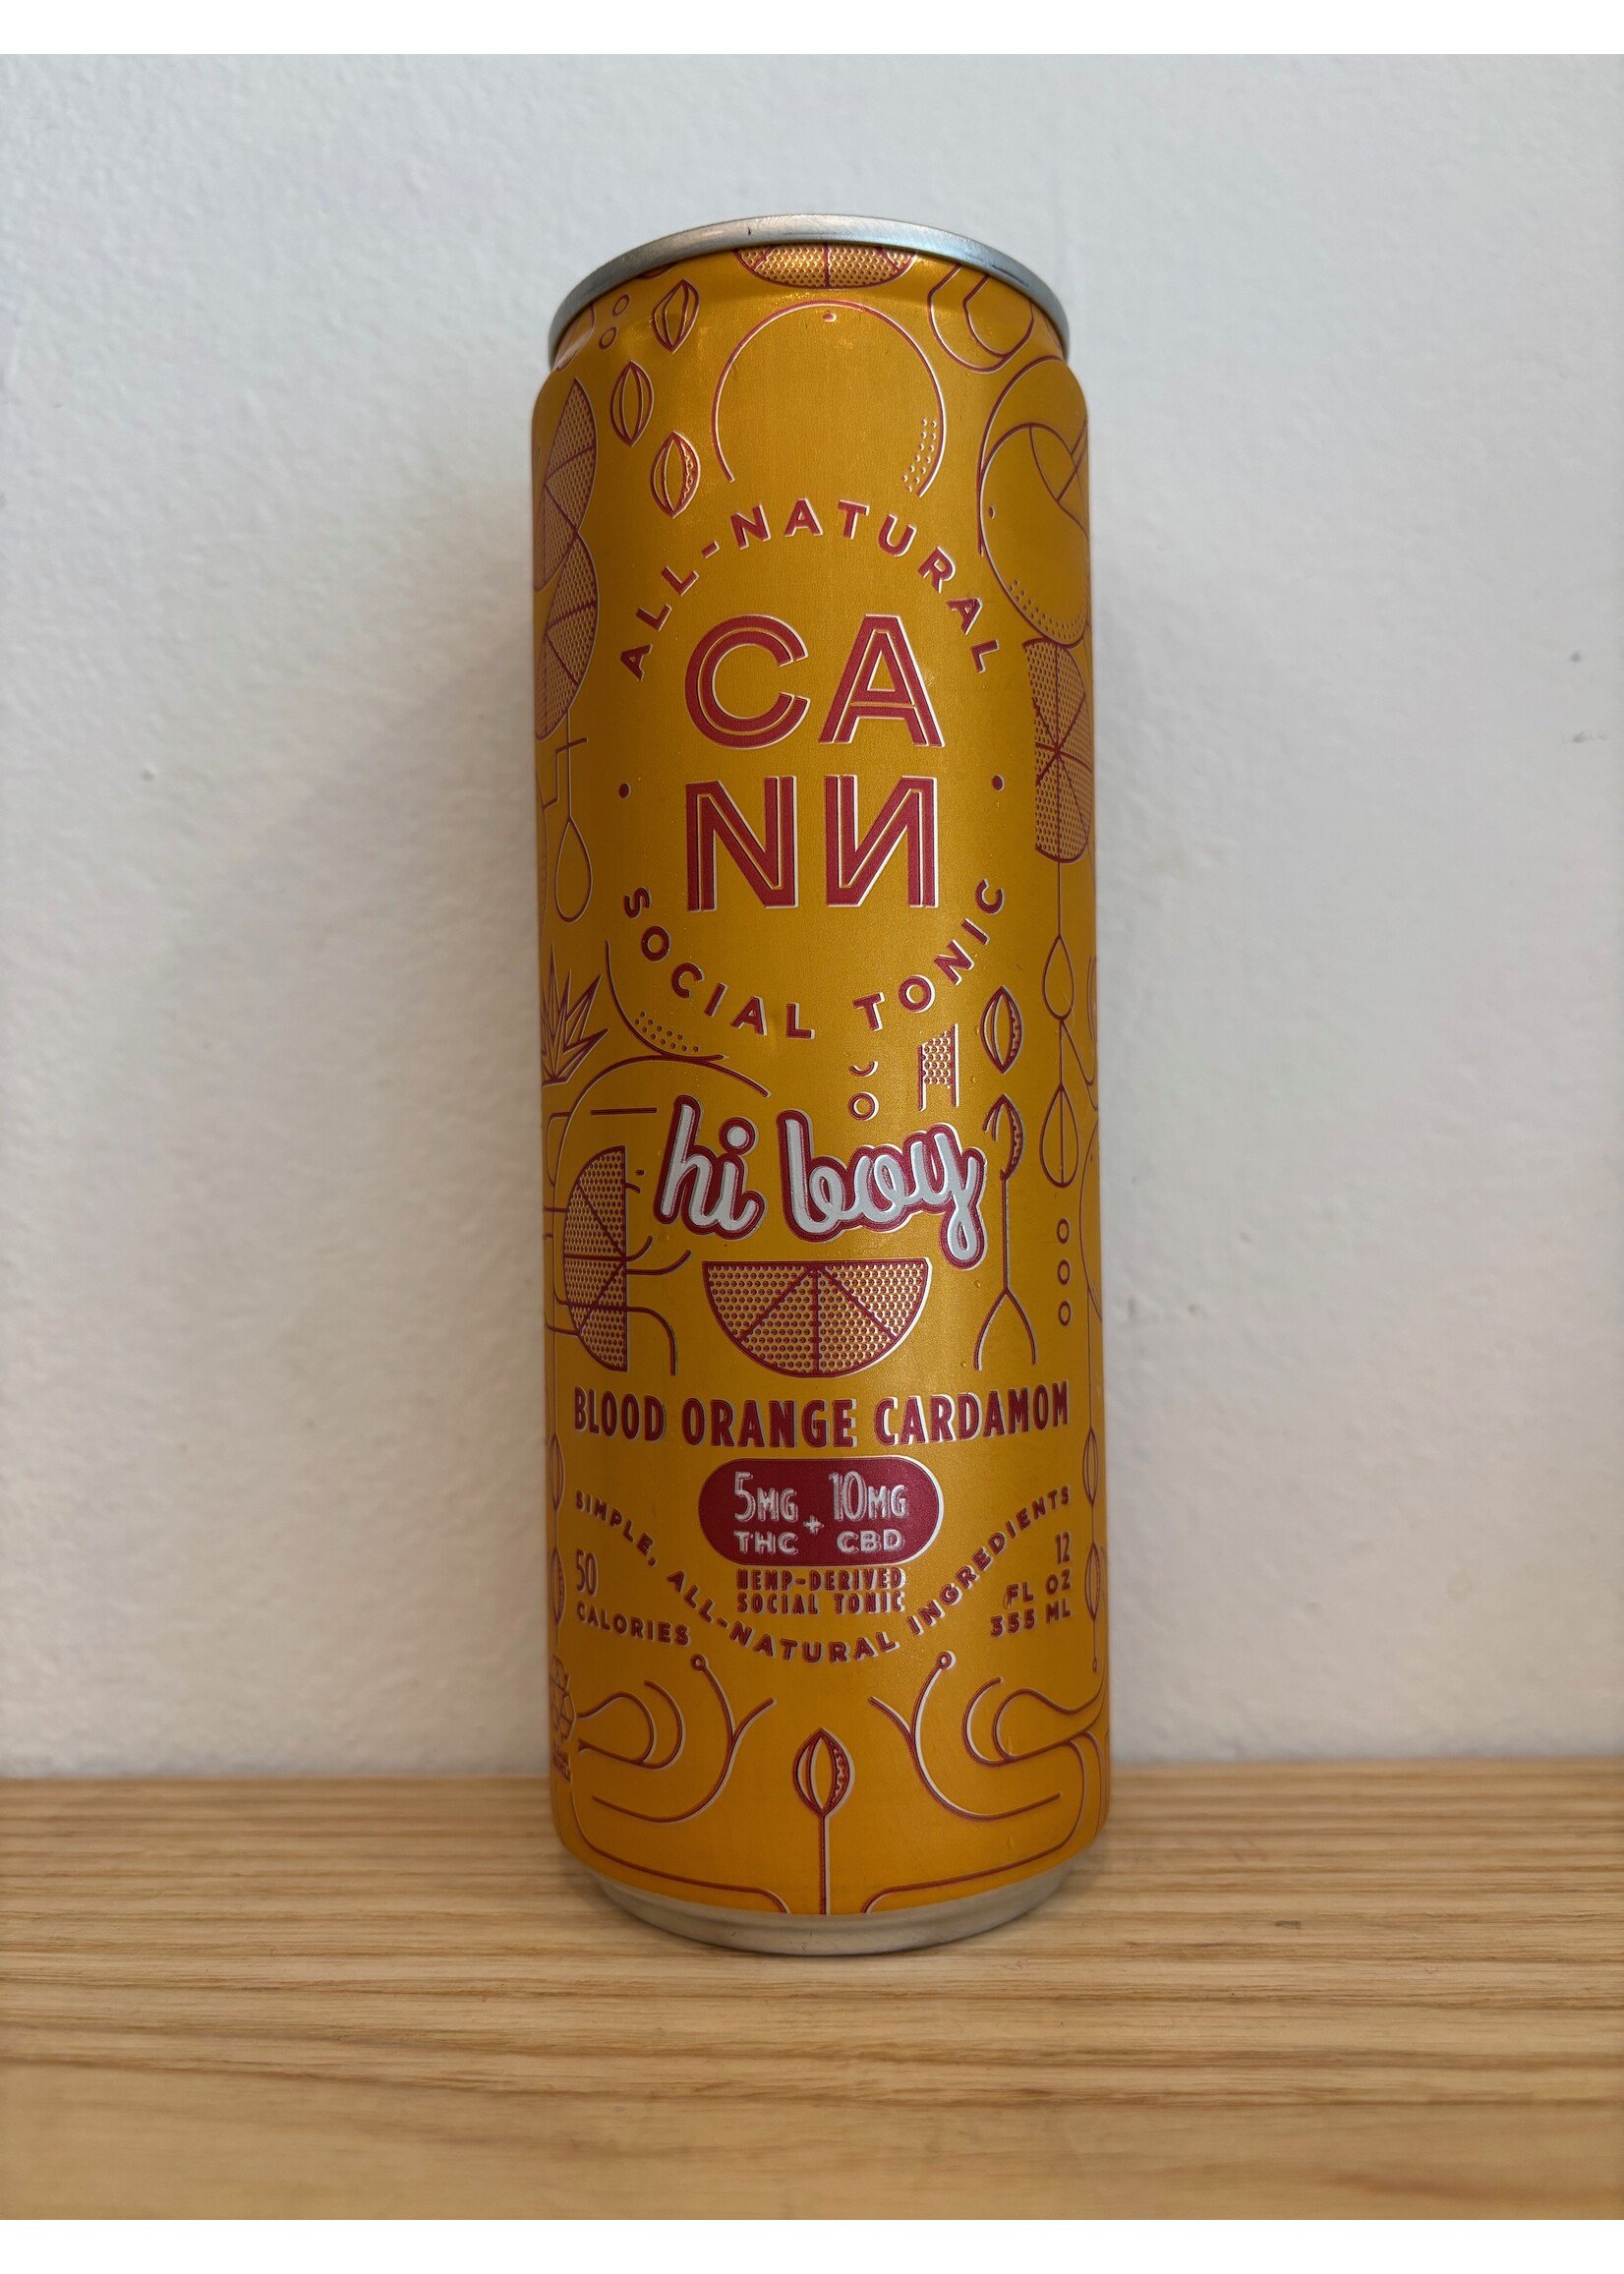 ALL-NATURAL
CA
NN
SOCIAL TONIC
hi boy
BLOOD ORANGE CARDAMOM
5MG THC + 10MG CBD
HEMP-DERIVED
SOCIAL TONIC
SIMPLE, ALL-NATURAL INGREDIENTS
50
CALORIES
12
FL OZ
355 ML